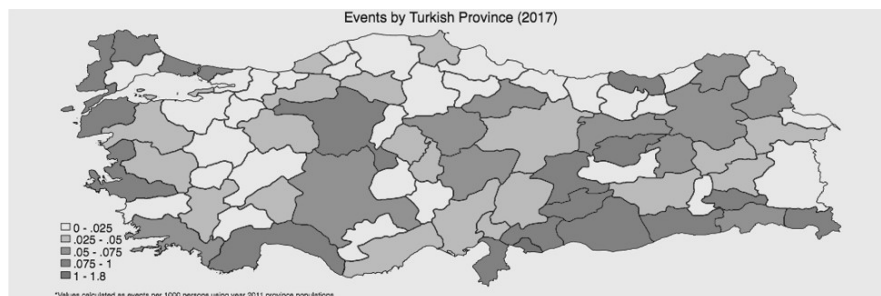 Events by Turkish Province (2017)
0 - .025
.025 - .05
.05 - .075
.075 - 1
1 - 1.8
*Values calculated as events per 1000 persons using year 2011 province populations